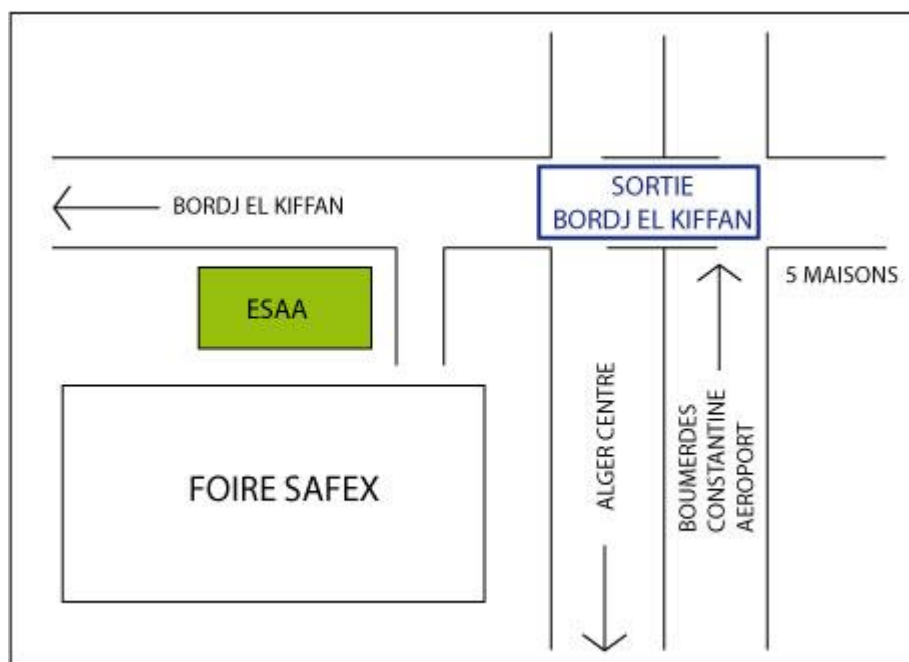 SORTIE
BORDJ EL KIFFAN
BORDJ EL KIFFAN
5 MAISONS
ESAA
FOIRE SAFEX
ALGER CENTRE
BOUMERDES
CONSTANTINE
AEROPORT